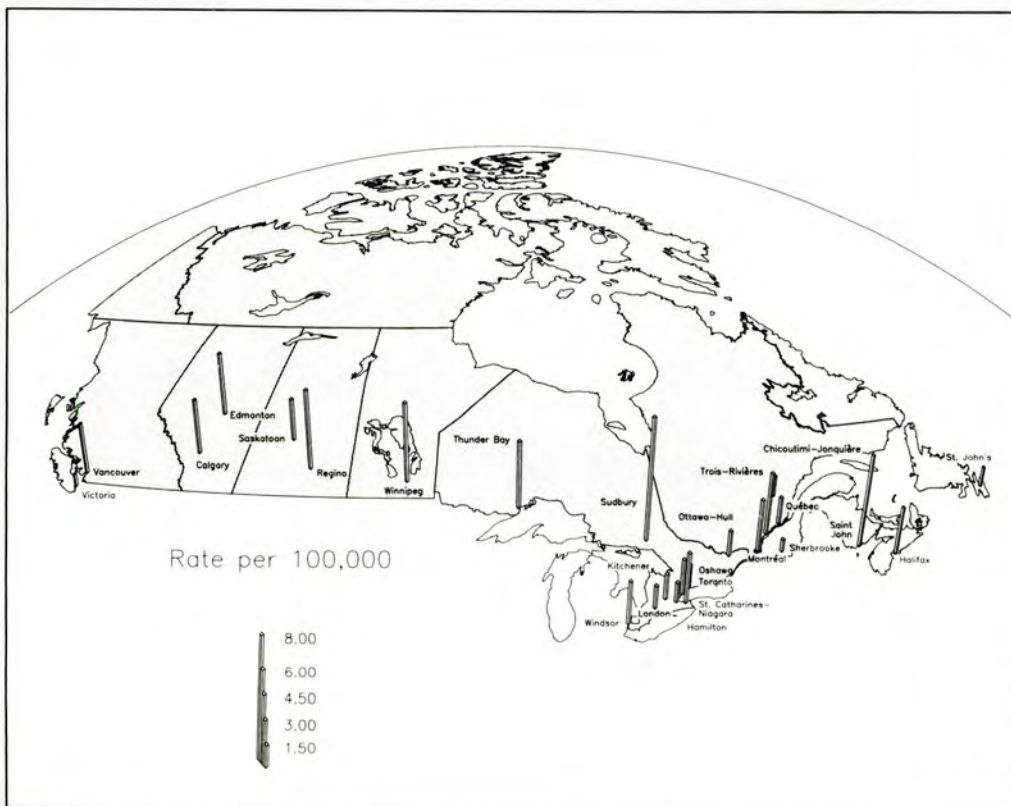 Edmonton
Saskatoon
Calgary
Regina
Winnipeg
Vancouver
Victoria
Thunder Bay
Sudbury
Ottawa-Hull
Trois-Rivières
Chicoutimi-Jonquière
St. John's
Québec
Saint
John
Sherbrooke
Montréal
Halifax
Kitchener
Oshawa
Toronto
St. Catharines-
Niagara
London
Hamilton
Windsor
Rate per 100,000
8.00
6.00
4.50
3.00
1.50